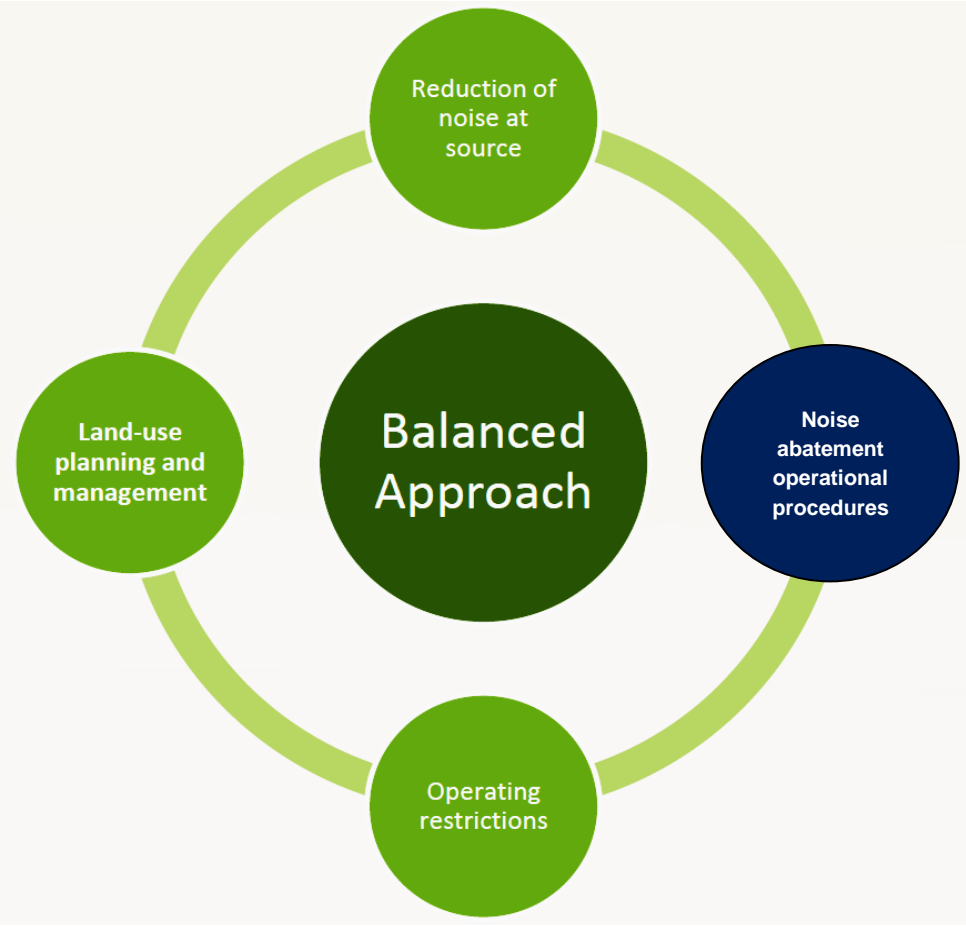 Reduction of
noise at
source
Balanced
Approach
Land-use
planning and
management
Noise
abatement
operational
procedures
Operating
restrictions